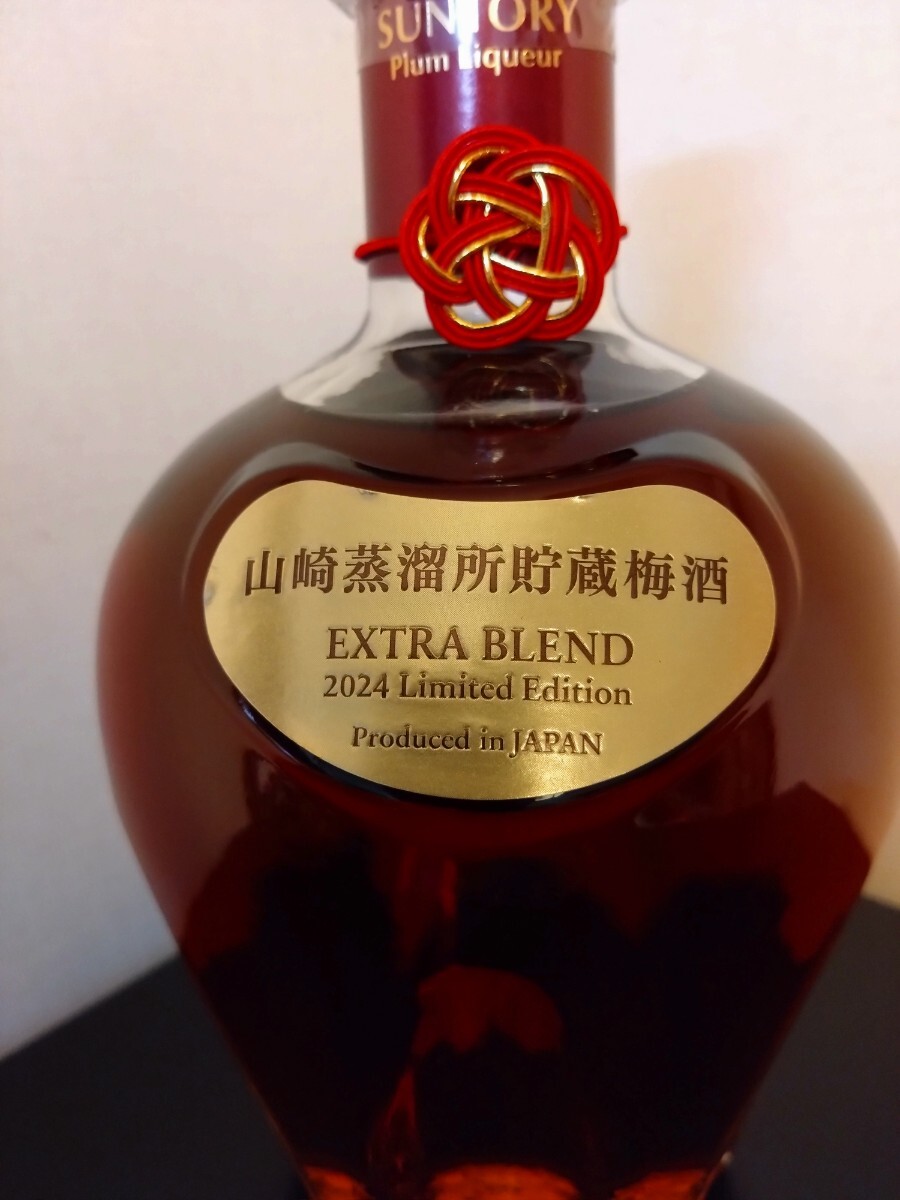 SUNTORY
Plum Liqueur
山崎蒸溜所貯蔵梅酒
EXTRA BLEND
2024 Limited Edition
Produced in JAPAN